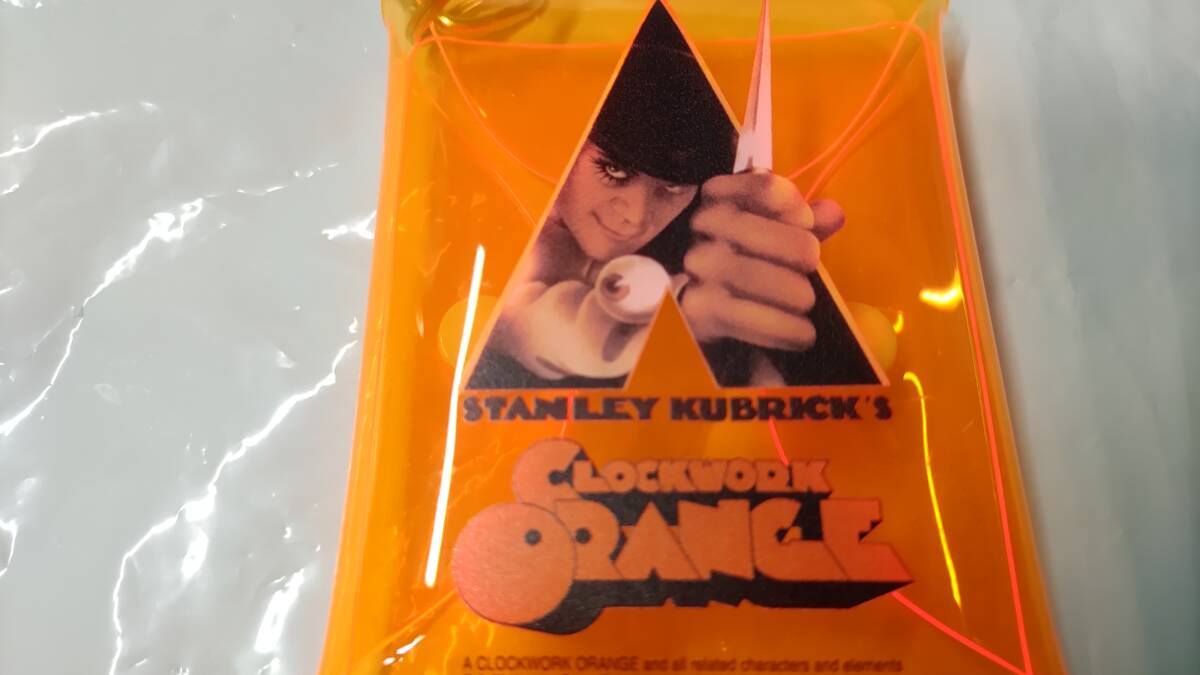 STANLEY KUBRICK'S
CLOCKWORK
ORANGE
A CLOCKWORK ORANGE and all related characters and elements